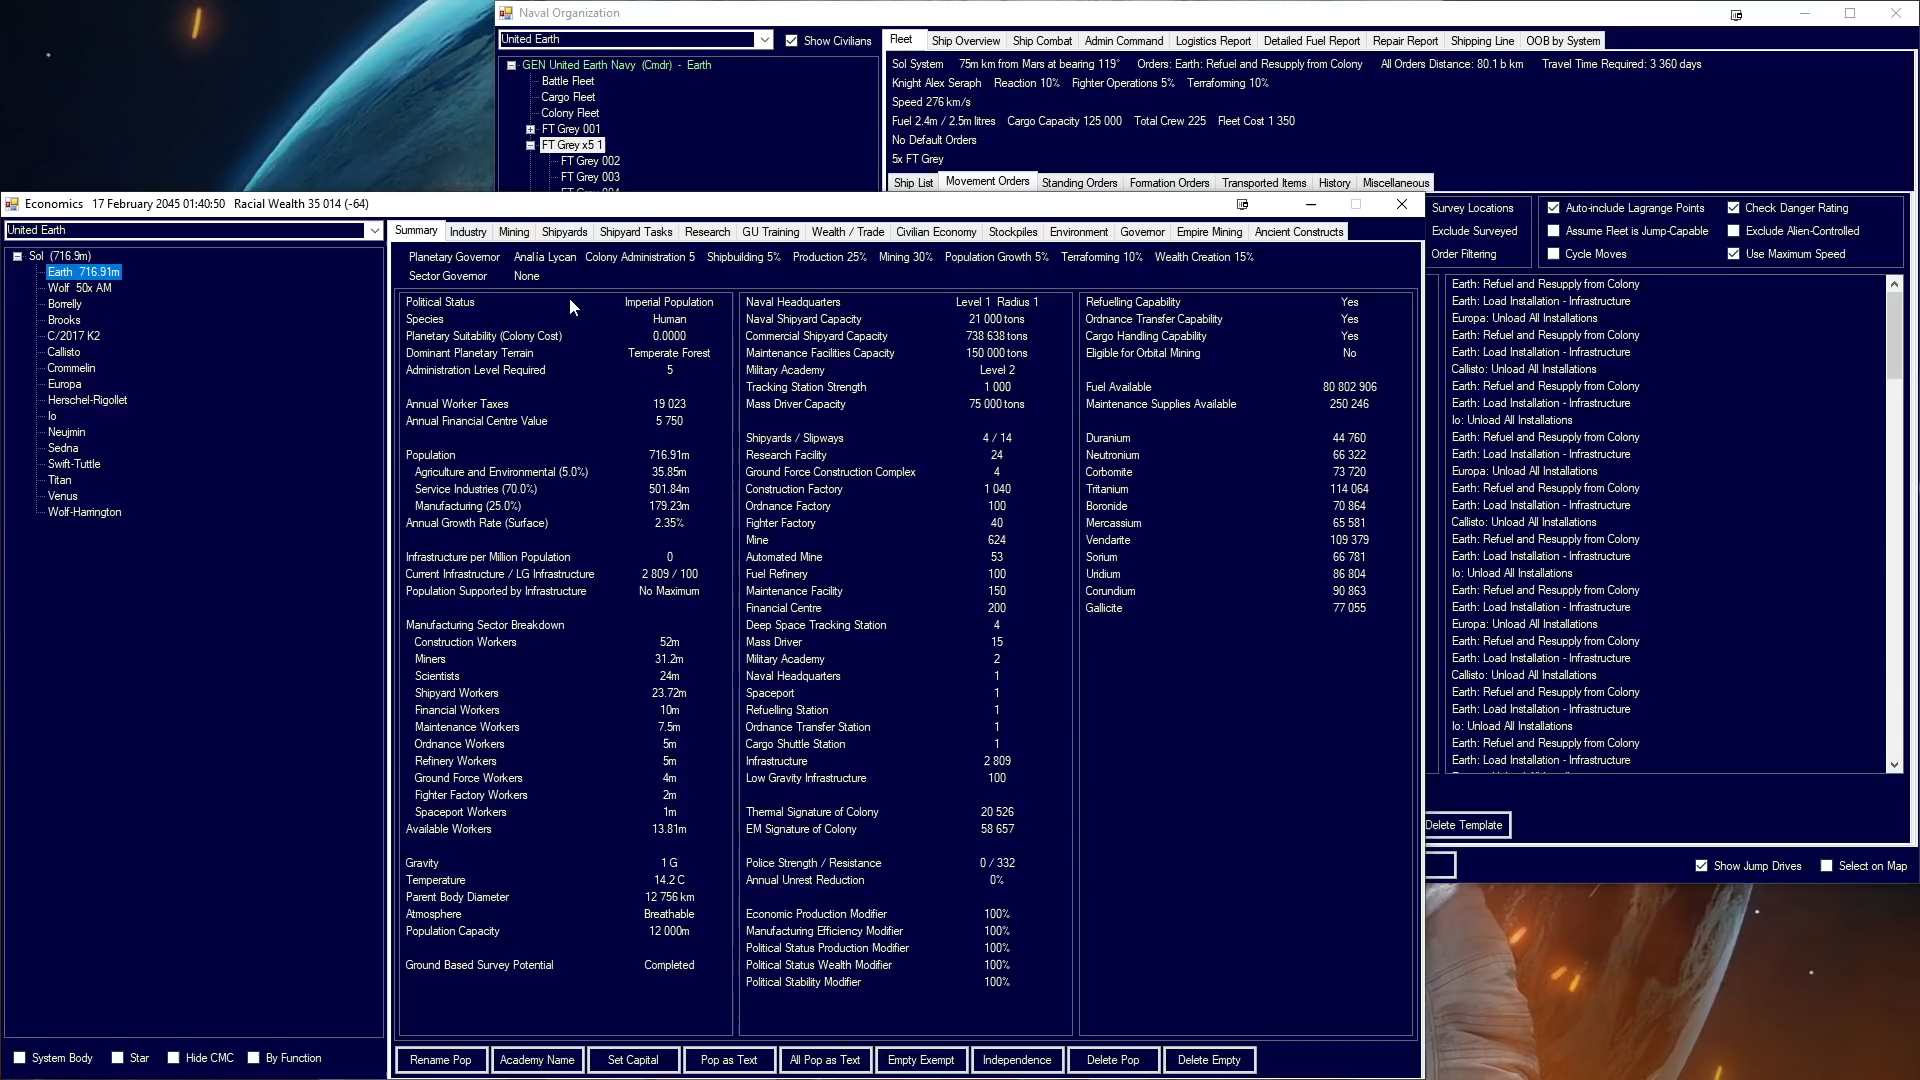 Naval Organization
United Earth
Show Civilians
GEN United Earth Navy (Cmdr) - Earth
Battle Fleet
Cargo Fleet
Colony Fleet
FT Grey 001
FT Grey x5 1
FT Grey 002
FT Grey 003
Fleet Ship Overview Ship Combat Admin Command Logistics Report Detailed Fuel Report Repair Report Shipping Line OOB by System
Sol System 75m km from Mars at bearing 119° Orders: Earth: Refuel and Resupply from Colony All Orders Distance: 80.1 b km Travel Time Required: 3 360 days
Knight Alex Seraph Reaction 10% Fighter Operations 5% Terraforming 10%
Speed 276 km/s
Fuel 2.4m / 2.5m litres Cargo Capacity 125 000 Total Crew 225 Fleet Cost 1 350
No Default Orders
5x FT Grey
Ship List Movement Orders Standing Orders Formation Orders Transported Items History Miscellaneous
Economics 17 February 2045 01:40:50 Racial Wealth 35 014 (-64)
United Earth
Sol (716.9m)
Earth 716.91m
Wolf 50x AM
Borrelly
Brooks
C/2017 K2
Callisto
Crommelin
Europa
Herschel-Rigollet
Io
Neujmin
Sedna
Swift-Tuttle
Titan
Venus
Wolf-Harrington
System Body Star Hide CMC By Function
Summary Industry Mining Shipyards Shipyard Tasks Research GU Training Wealth / Trade Civilian Economy Stockpiles Environment Governor Empire Mining Ancient Constructs
Planetary Governor Analía Lycan Colony Administration 5 Shipbuilding 5% Production 25% Mining 30% Population Growth 5% Terraforming 10% Wealth Creation 15%
Sector Governor None
Political Status Imperial Population
Species Human
Planetary Suitability (Colony Cost) 0.0000
Dominant Planetary Terrain Temperate Forest
Administration Level Required 5
Annual Worker Taxes 19 023
Annual Financial Centre Value 5 750
Population 716.91m
Agriculture and Environmental (5.0%) 35.85m
Service Industries (70.0%) 501.84m
Manufacturing (25.0%) 179.23m
Annual Growth Rate (Surface) 2.35%
Infrastructure per Million Population 0
Current Infrastructure / LG Infrastructure 2 809 / 100
Population Supported by Infrastructure No Maximum
Manufacturing Sector Breakdown
Construction Workers 52m
Miners 31.2m
Scientists 24m
Shipyard Workers 23.72m
Financial Workers 10m
Maintenance Workers 7.5m
Ordnance Workers 5m
Refinery Workers 5m
Ground Force Workers 4m
Fighter Factory Workers 2m
Spaceport Workers 1m
Available Workers 13.81m
Gravity 1 G
Temperature 14.2 C
Parent Body Diameter 12 756 km
Atmosphere Breathable
Population Capacity 12 000m
Ground Based Survey Potential Completed
Naval Headquarters Level 1 Radius 1
Naval Shipyard Capacity 21 000 tons
Commercial Shipyard Capacity 738 638 tons
Maintenance Facilities Capacity 150 000 tons
Military Academy Level 2
Tracking Station Strength 1 000
Mass Driver Capacity 75 000 tons
Shipyards / Slipways 4 / 14
Research Facility 24
Ground Force Construction Complex 4
Construction Factory 1 040
Ordnance Factory 100
Fighter Factory 40
Mine 624
Automated Mine 53
Fuel Refinery 100
Maintenance Facility 150
Financial Centre 200
Deep Space Tracking Station 4
Mass Driver 15
Military Academy 2
Naval Headquarters 1
Spaceport 1
Refuelling Station 1
Ordnance Transfer Station 1
Cargo Shuttle Station 1
Infrastructure 2 809
Low Gravity Infrastructure 100
Thermal Signature of Colony 20 526
EM Signature of Colony 58 657
Police Strength / Resistance 0 / 332
Annual Unrest Reduction 0%
Economic Production Modifier 100%
Manufacturing Efficiency Modifier 100%
Political Status Production Modifier 100%
Political Status Wealth Modifier 100%
Political Stability Modifier 100%
Refuelling Capability Yes
Ordnance Transfer Capability Yes
Cargo Handling Capability Yes
Eligible for Orbital Mining No
Fuel Available 80 802 906
Maintenance Supplies Available 250 246
Duranium 44 760
Neutronium 66 322
Corbomite 73 720
Tritanium 114 064
Boronide 70 864
Mercassium 65 581
Vendarite 109 379
Sorium 66 781
Uridium 86 804
Corundium 90 863
Gallicite 77 055
Rename Pop Academy Name Set Capital Pop as Text All Pop as Text Empty Exempt Independence Delete Pop Delete Empty
Survey Locations Auto-include Lagrange Points Check Danger Rating
Exclude Surveyed Assume Fleet is Jump-Capable Exclude Alien-Controlled
Order Filtering Cycle Moves Use Maximum Speed
Earth: Refuel and Resupply from Colony
Earth: Load Installation - Infrastructure
Europa: Unload All Installations
Earth: Refuel and Resupply from Colony
Earth: Load Installation - Infrastructure
Callisto: Unload All Installations
Earth: Refuel and Resupply from Colony
Earth: Load Installation - Infrastructure
Io: Unload All Installations
Earth: Refuel and Resupply from Colony
Earth: Load Installation - Infrastructure
Europa: Unload All Installations
Earth: Refuel and Resupply from Colony
Earth: Load Installation - Infrastructure
Callisto: Unload All Installations
Earth: Refuel and Resupply from Colony
Earth: Load Installation - Infrastructure
Io: Unload All Installations
Earth: Refuel and Resupply from Colony
Earth: Load Installation - Infrastructure
Europa: Unload All Installations
Earth: Refuel and Resupply from Colony
Earth: Load Installation - Infrastructure
Callisto: Unload All Installations
Earth: Refuel and Resupply from Colony
Earth: Load Installation - Infrastructure
Io: Unload All Installations
Earth: Refuel and Resupply from Colony
Earth: Load Installation - Infrastructure
Delete Template
Show Jump Drives Select on Map